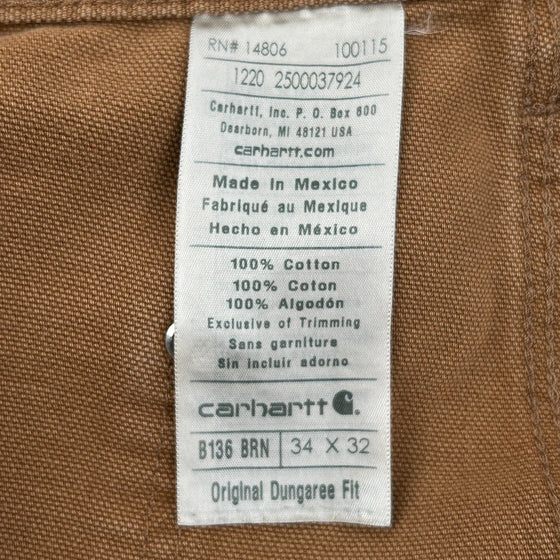 RN# 14806 100115
1220 2500037924
Carhartt, Inc. P. O. Box 600
Dearborn, MI 48121 USA
carhartt.com
Made in Mexico
Fabriqué au Mexique
Hecho en México
100% Cotton
100% Coton
100% Algodón
Exclusive of Trimming
Sans garniture
Sin incluir adorno
carhartt
B136 BRN 34 X 32
Original Dungaree Fit